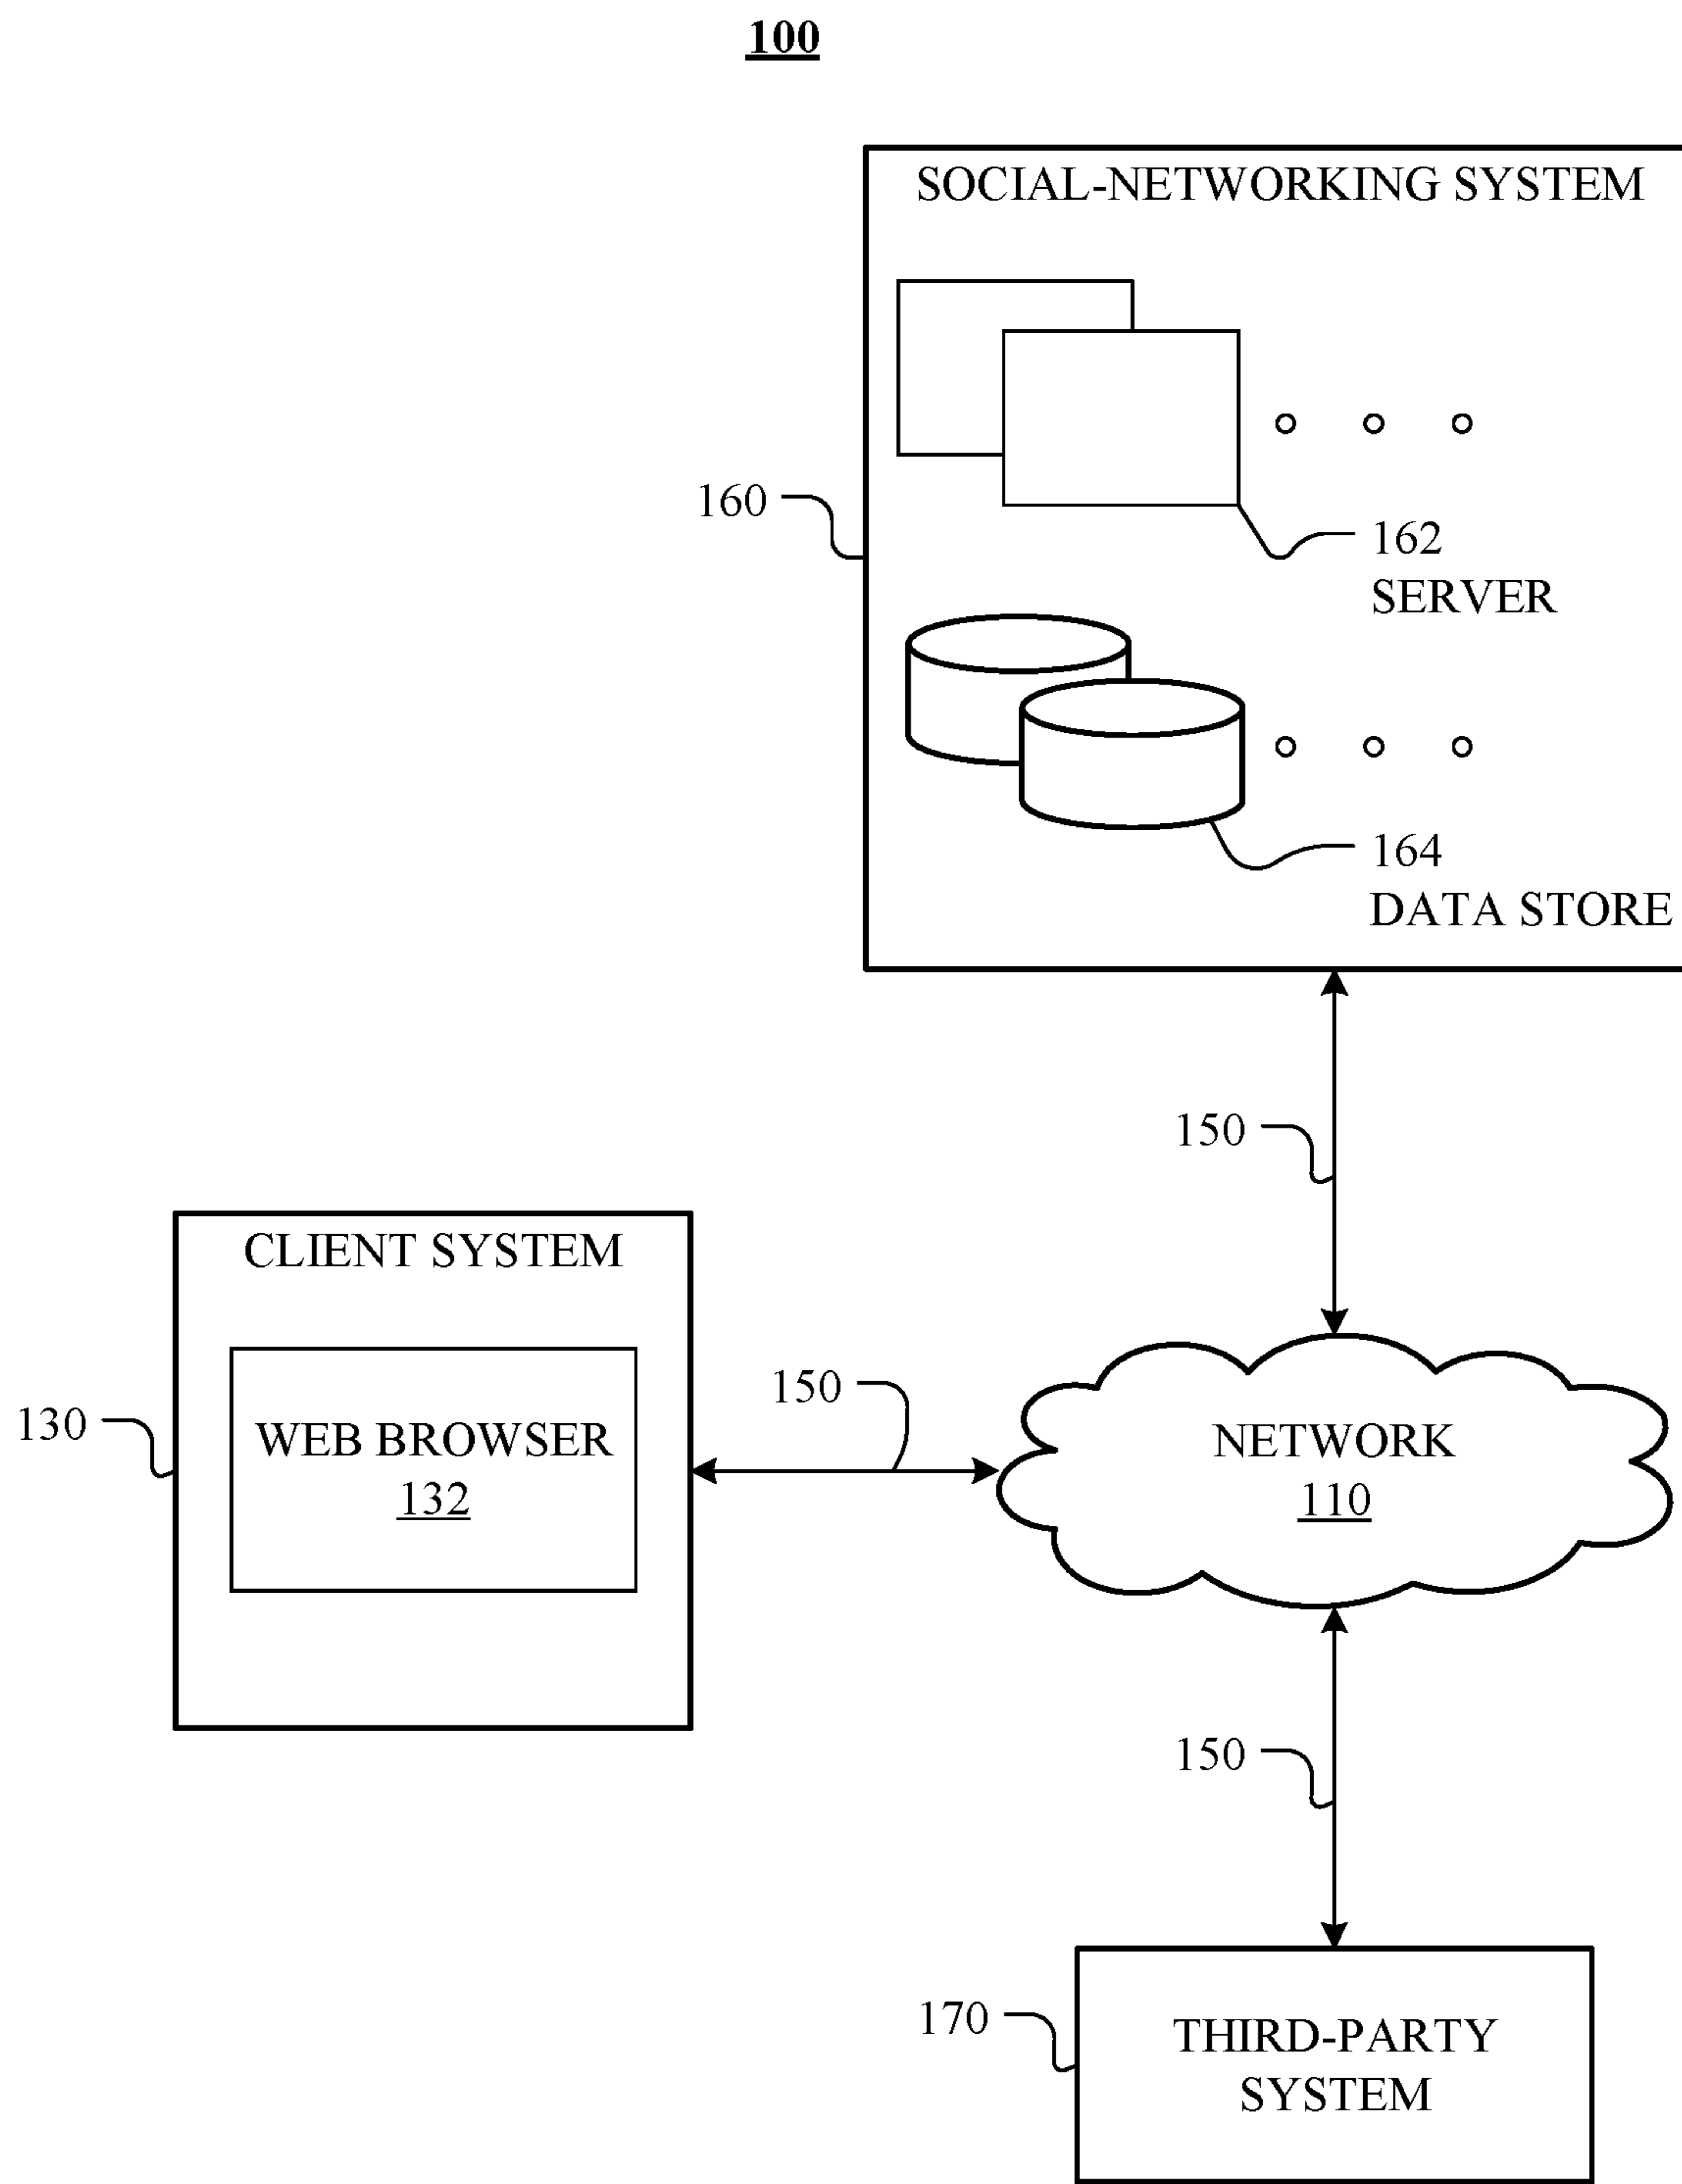 100
SOCIAL-NETWORKING SYSTEM
160
162
SERVER
164
DATA STORE
150
CLIENT SYSTEM
130
WEB BROWSER
132
150
NETWORK
110
150
170
THIRD-PARTY
SYSTEM